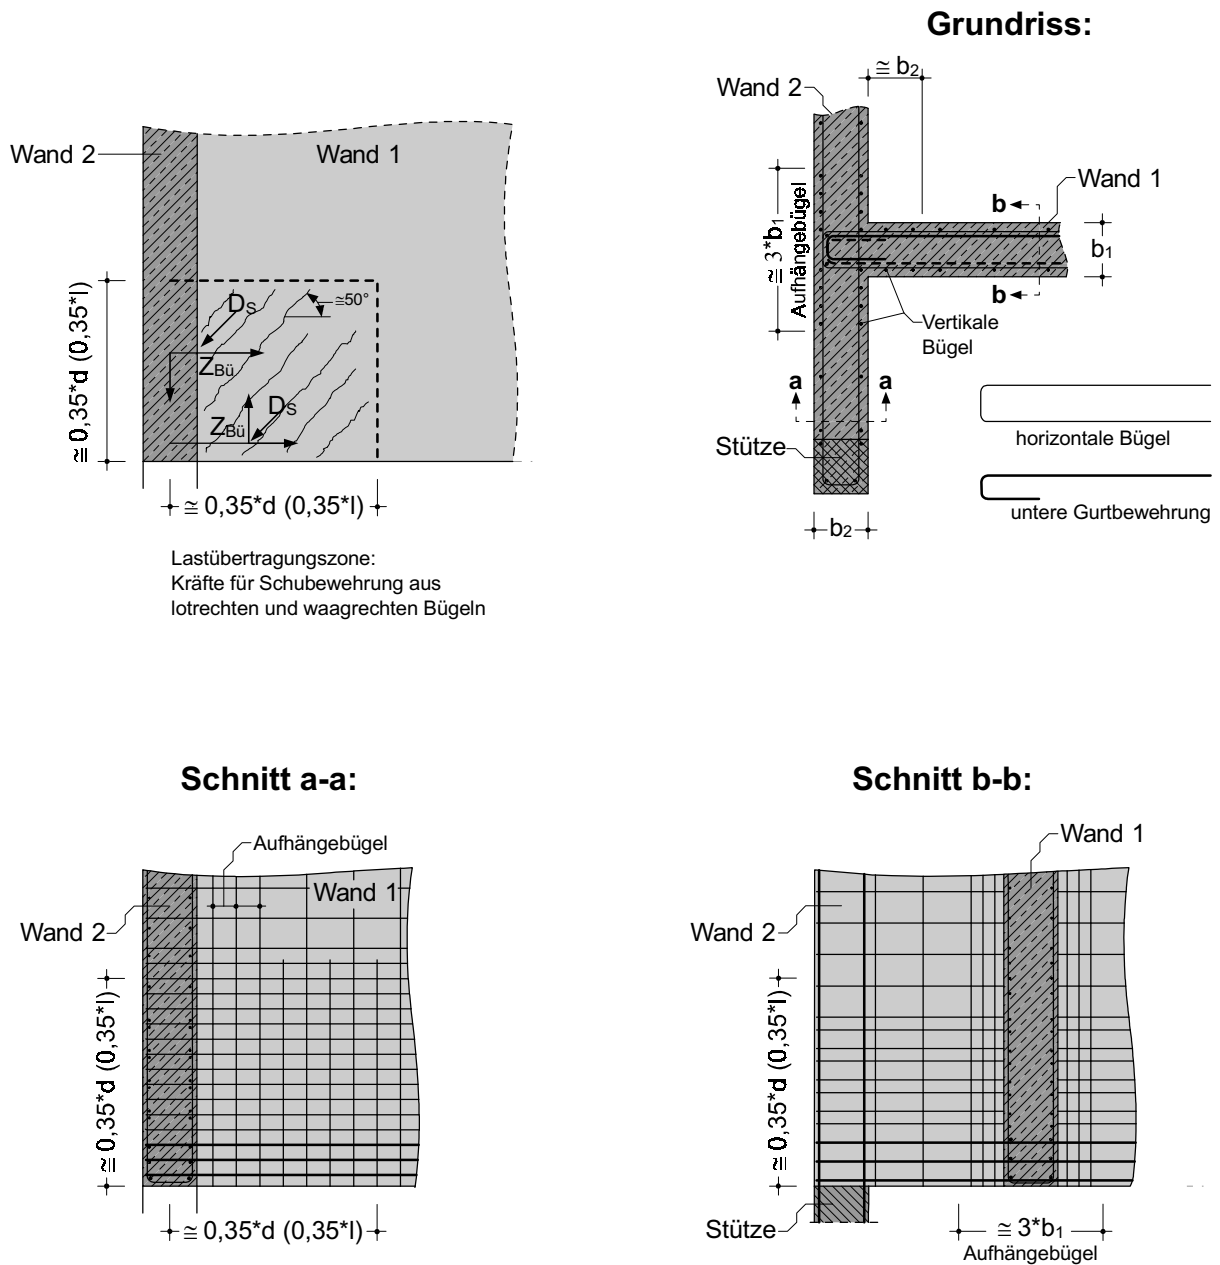 Grundriss:
Wand 2
Wand 1
≅ 0,35*d (0,35*l)
Ds
≅50°
ZBü
Ds
ZBü
≅ 0,35*d (0,35*l)
Lastübertragungszone:
Kräfte für Schubewehrung aus
lotrechten und waagrechten Bügeln
≅ b2
Wand 2
Wand 1
b
b1
≅ 3*b1
Aufhängebügel
b
Vertikale
Bügel
a
a
Stütze
b2
horizontale Bügel
untere Gurtbewehrung
Schnitt a-a:
Aufhängebügel
Wand 1
Wand 2
≅ 0,35*d (0,35*l)
≅ 0,35*d (0,35*l)
Schnitt b-b:
Wand 1
Wand 2
≅ 0,35*d (0,35*l)
Stütze
≅ 3*b1
Aufhängebügel